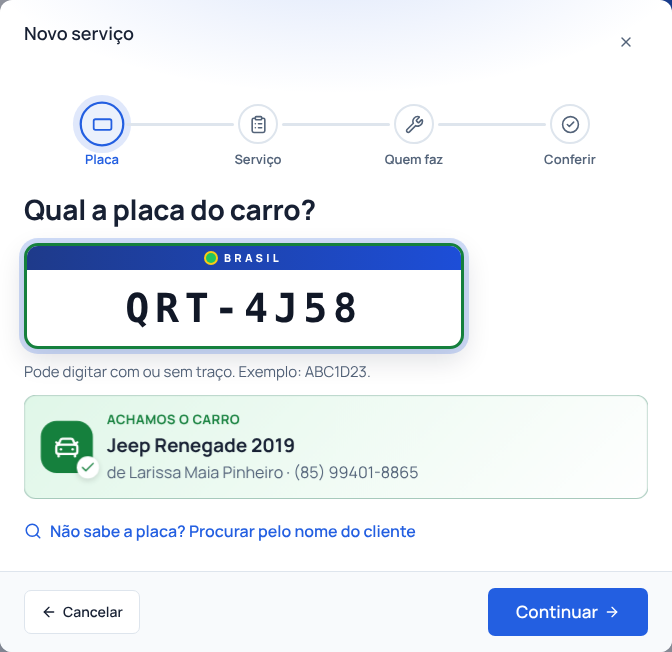 Novo serviço
Placa
Serviço
Quem faz
Conferir
Qual a placa do carro?
BRASIL
QRT-4J58
Pode digitar com ou sem traço. Exemplo: ABC1D23.
ACHAMOS O CARRO
Jeep Renegade 2019
de Larissa Maia Pinheiro · (85) 99401-8865
Não sabe a placa? Procurar pelo nome do cliente
← Cancelar
Continuar →